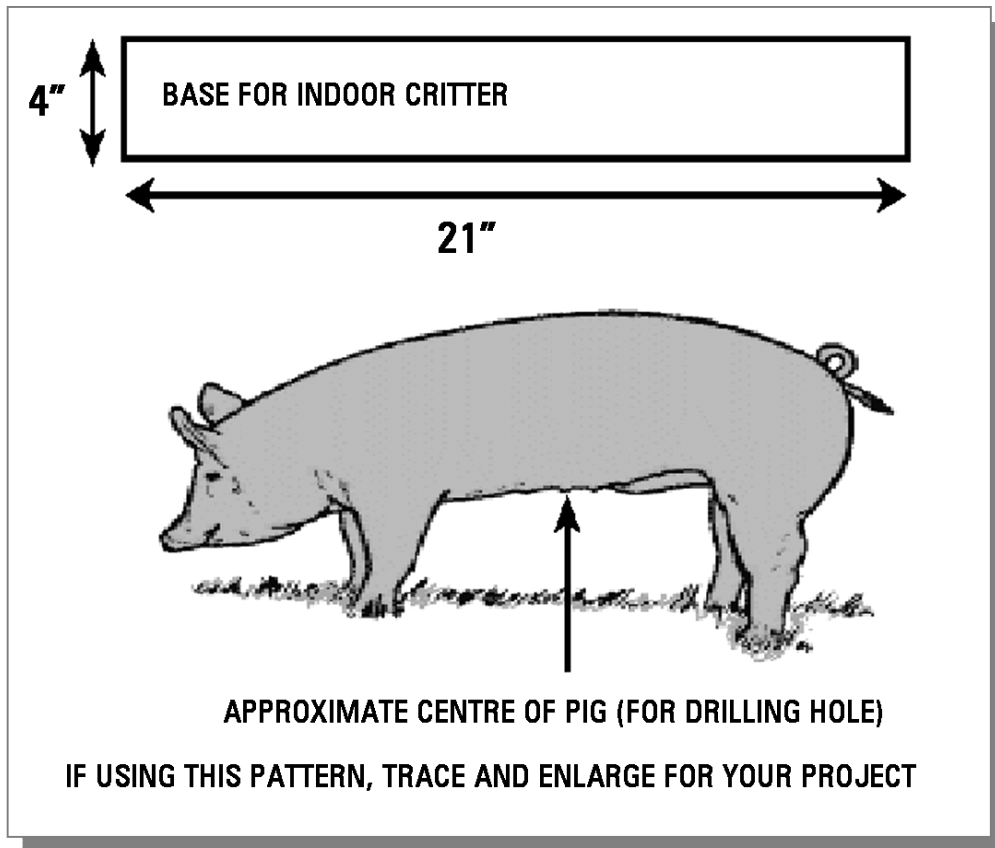 4”
BASE FOR INDOOR CRITTER
21”
APPROXIMATE CENTRE OF PIG (FOR DRILLING HOLE)
IF USING THIS PATTERN, TRACE AND ENLARGE FOR YOUR PROJECT